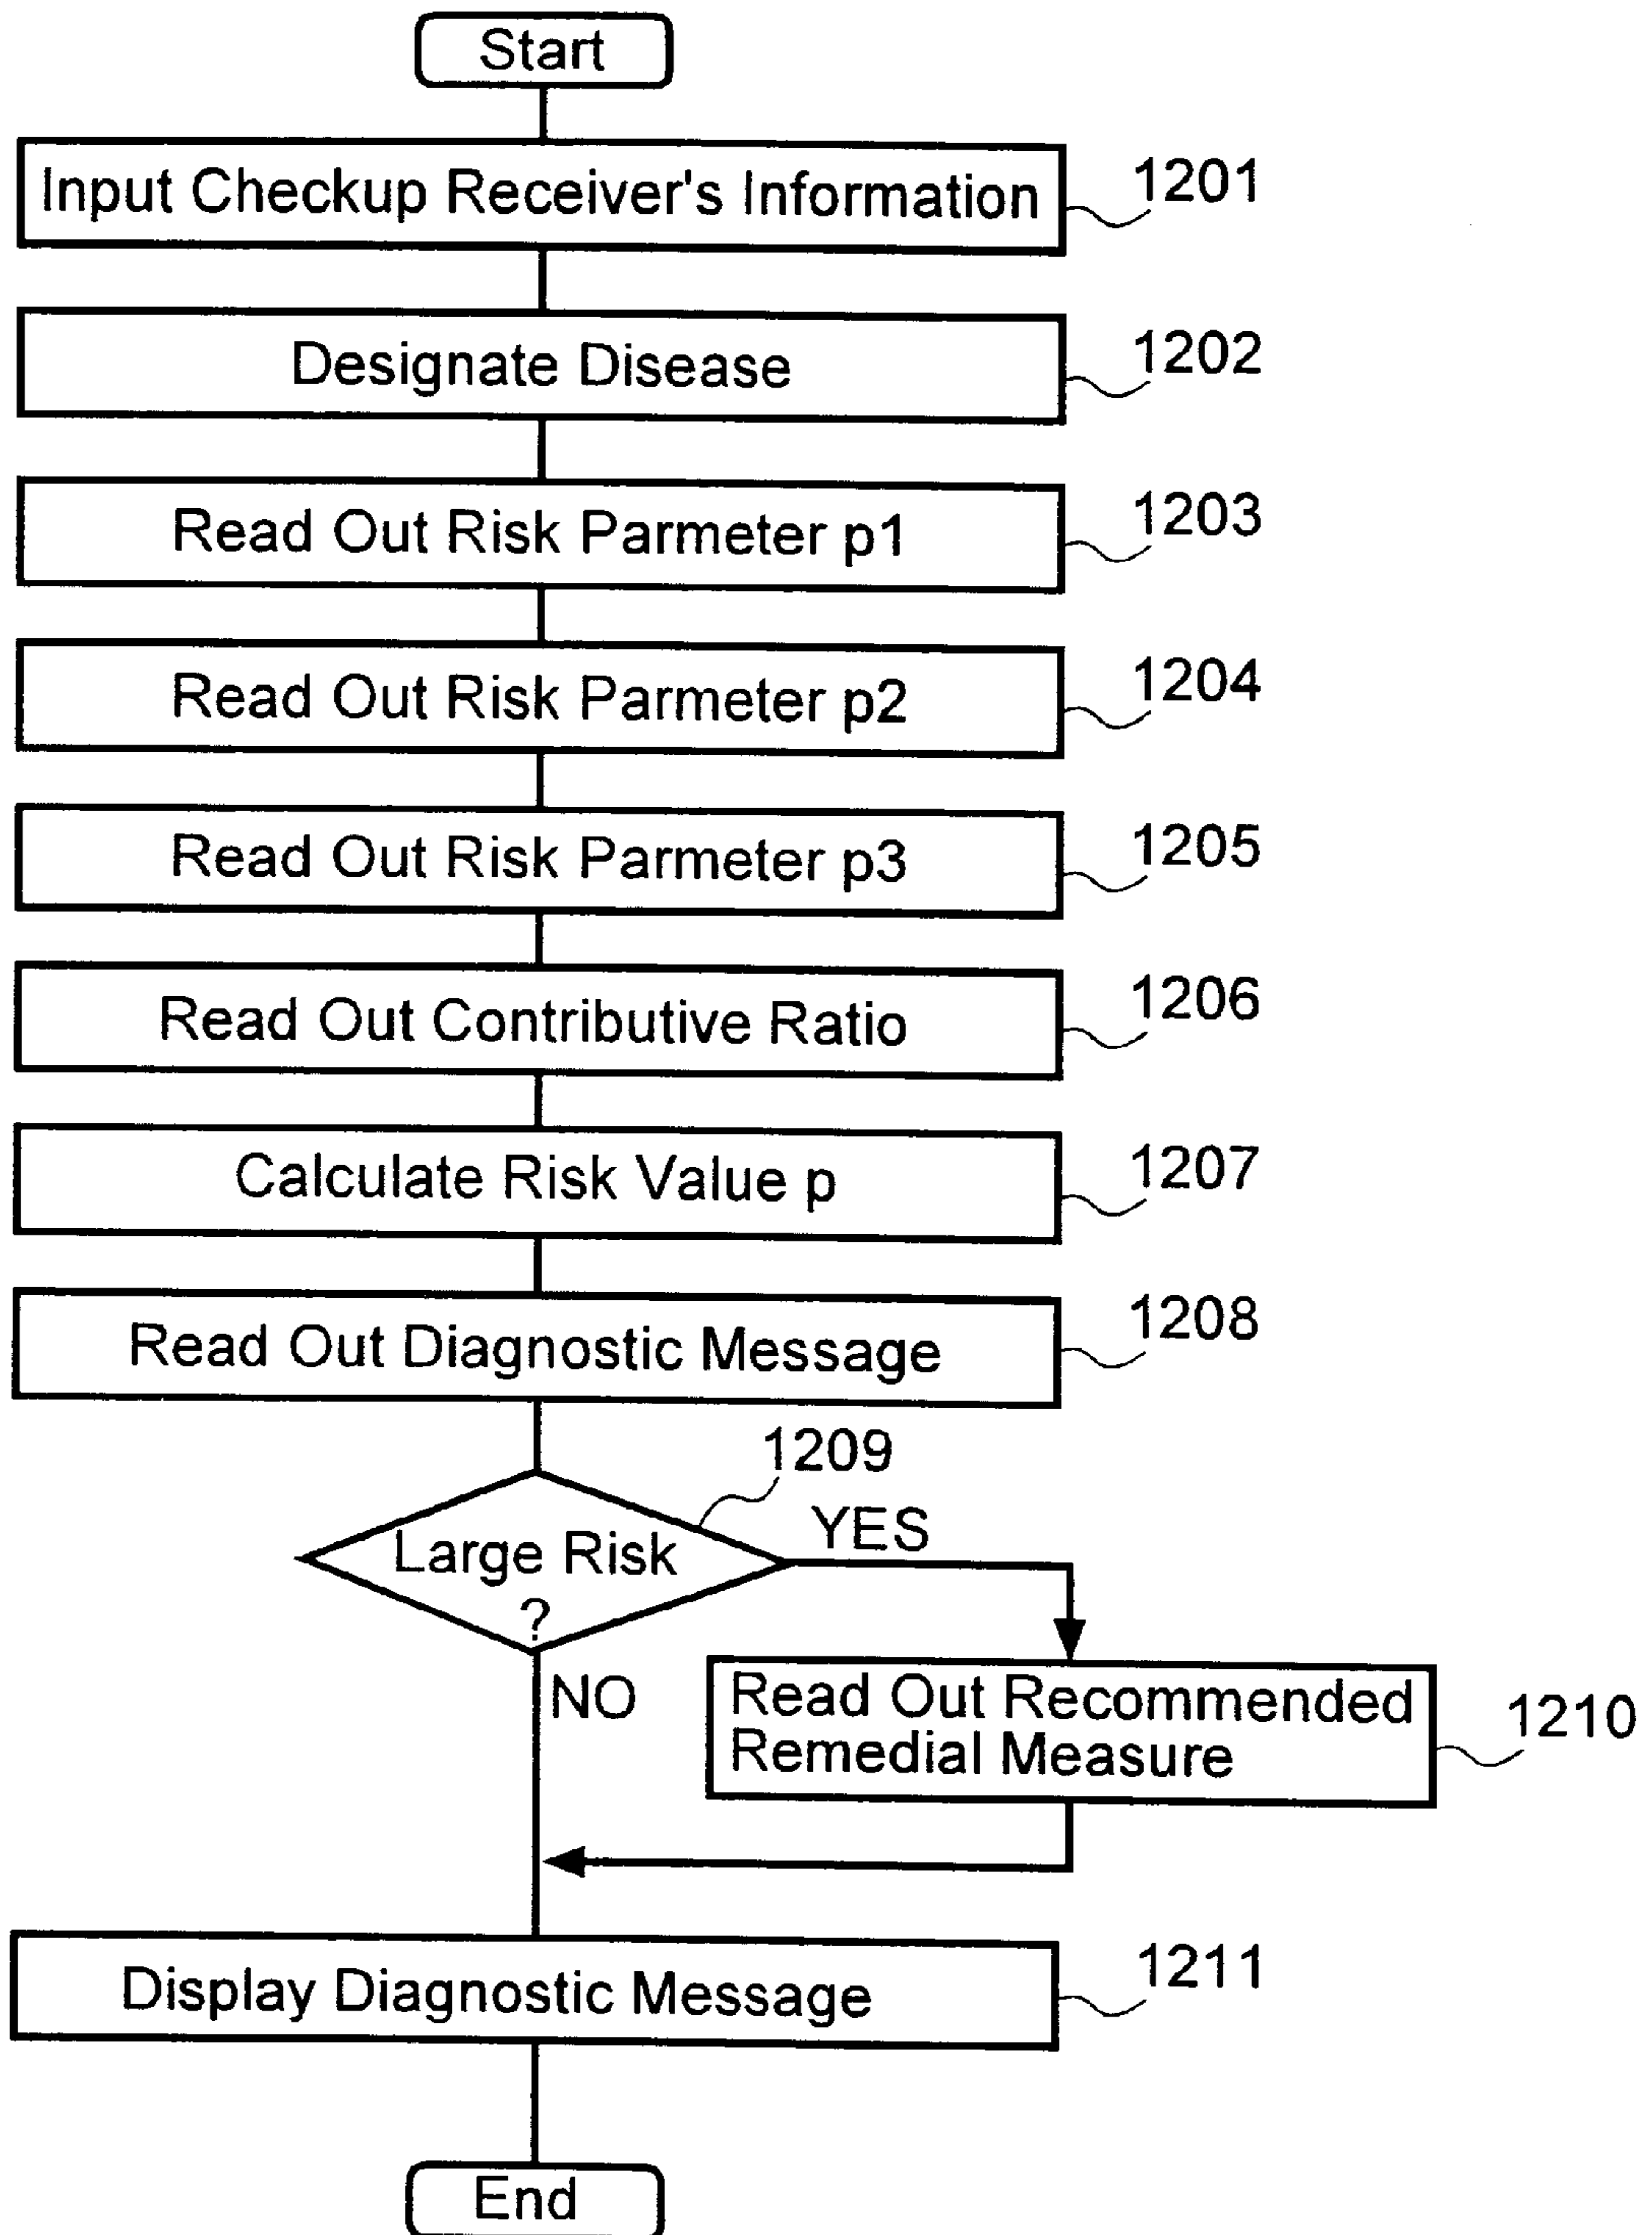 Start
Input Checkup Receiver's Information
1201
Designate Disease
1202
Read Out Risk Parmeter p1
1203
Read Out Risk Parmeter p2
1204
Read Out Risk Parmeter p3
1205
Read Out Contributive Ratio
1206
Calculate Risk Value p
1207
Read Out Diagnostic Message
1208
1209
Large Risk
?
YES
NO
Read Out Recommended
Remedial Measure
1210
Display Diagnostic Message
1211
End